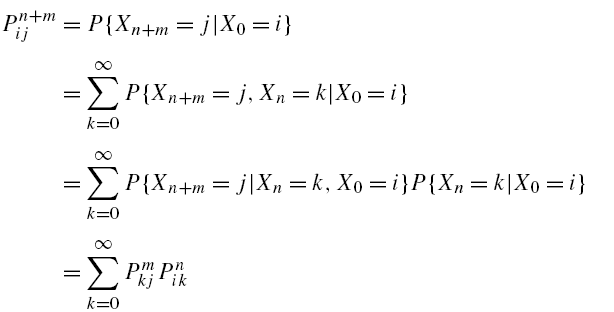 $P_{ij}^{n+m} = P\{X_{n+m} = j | X_0 = i\}$
$= \sum_{k=0}^{\infty} P\{X_{n+m} = j, X_n = k | X_0 = i\}$
$= \sum_{k=0}^{\infty} P\{X_{n+m} = j | X_n = k, X_0 = i\} P\{X_n = k | X_0 = i\}$
$= \sum_{k=0}^{\infty} P_{kj}^{m} P_{ik}^{n}$